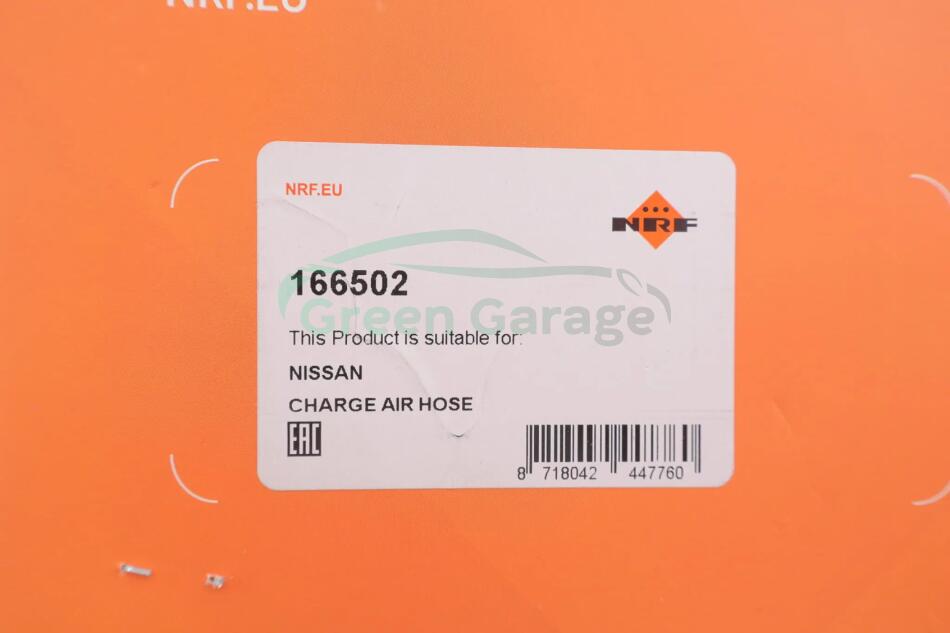 NRF.EU
NRF.EU
NRF
166502
Green Garage
This Product is suitable for:
NISSAN
CHARGE AIR HOSE
EAC
8 718042 447760